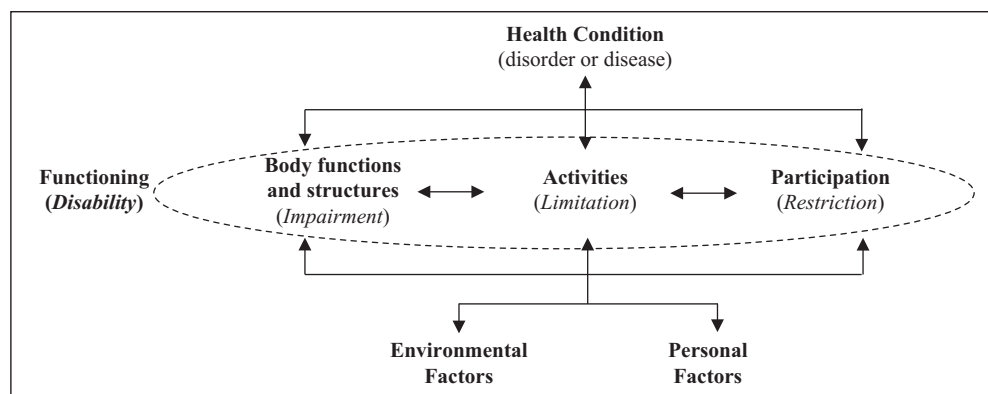 Health Condition
(disorder or disease)
Functioning
(Disability)
Body functions
and structures
(Impairment)
Activities
(Limitation)
Participation
(Restriction)
Environmental
Factors
Personal
Factors